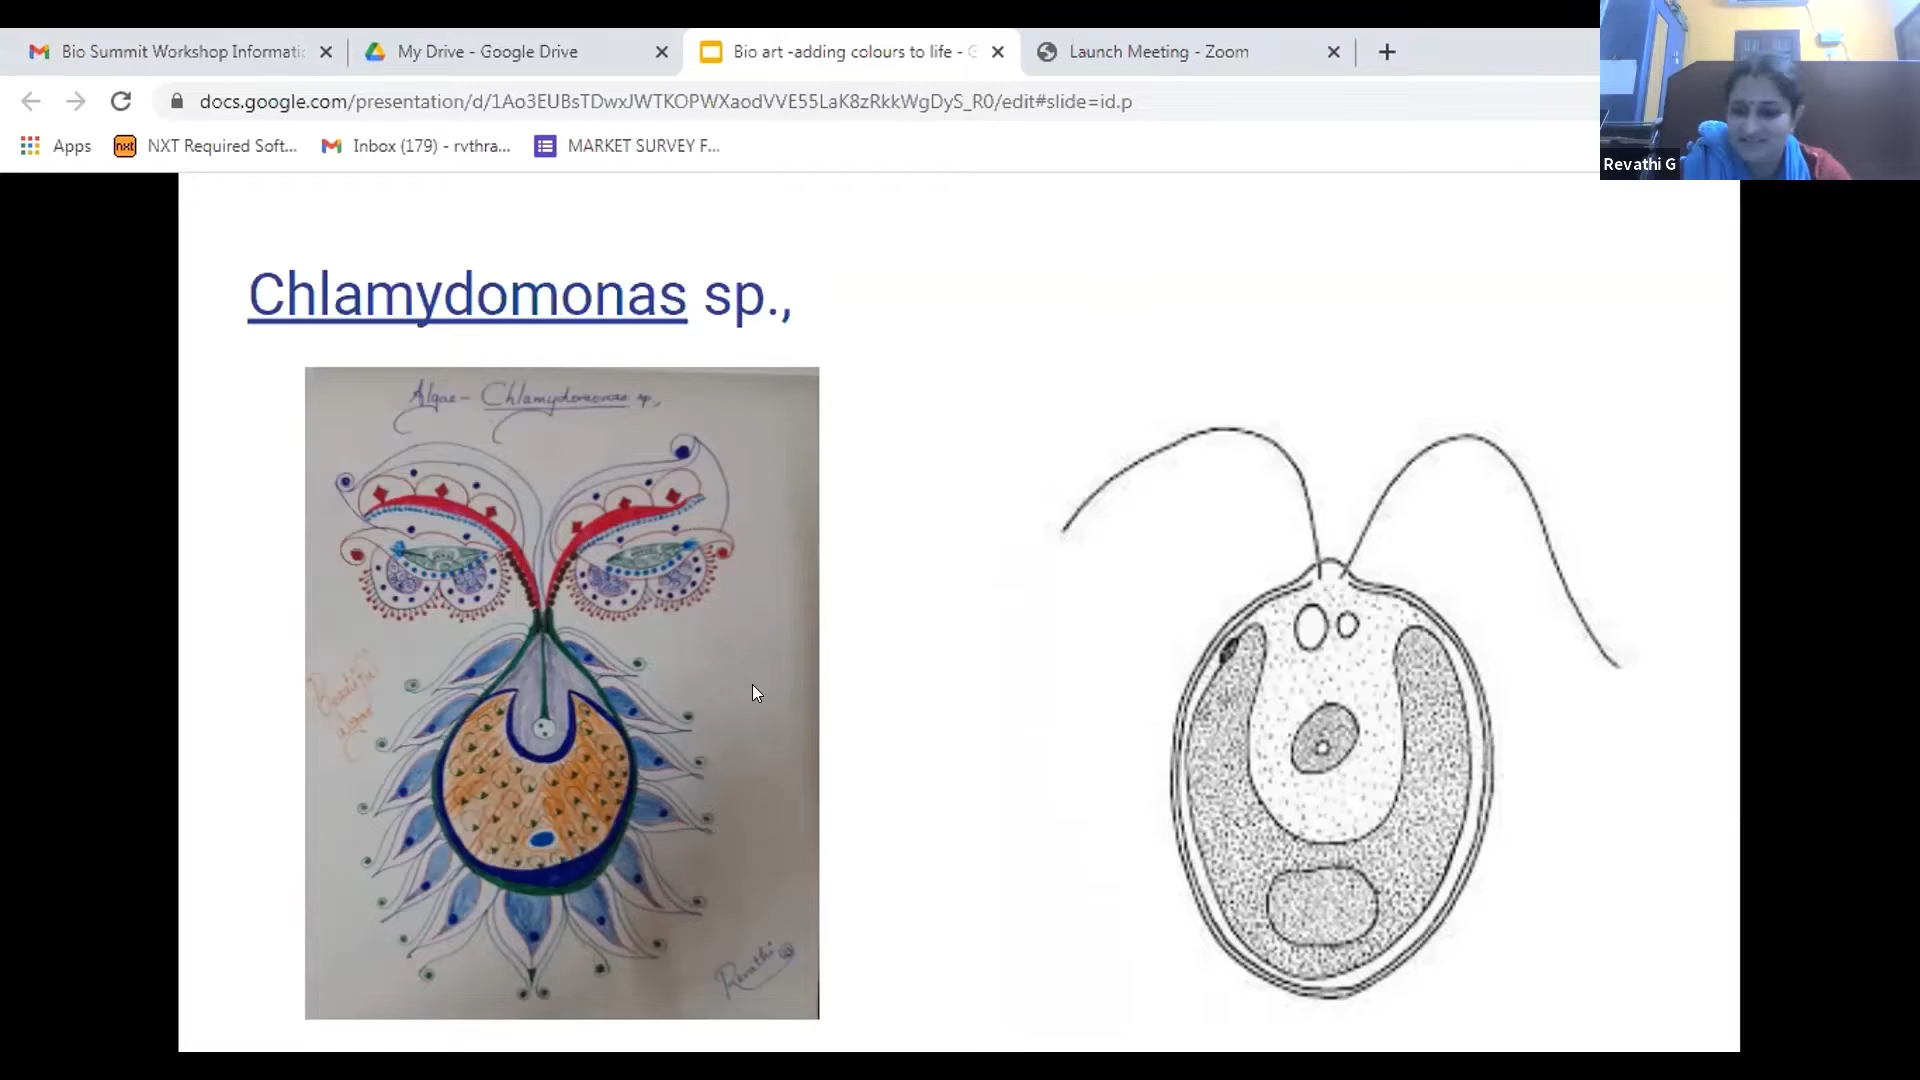 Bio Summit Workshop Informati
My Drive - Google Drive
Bio art -adding colours to life - G
Launch Meeting - Zoom
docs.google.com/presentation/d/1Ao3EUBsTDwxJWTKOPWXaodVVE55LaK8zRkkWgDyS_R0/edit#slide=id.p
Apps
nxt
NXT Required Soft...
Inbox (179) - rvthra...
MARKET SURVEY F...
Revathi G
Chlamydomonas sp.,
Algae - Chlamydomonas sp.,
Revathi